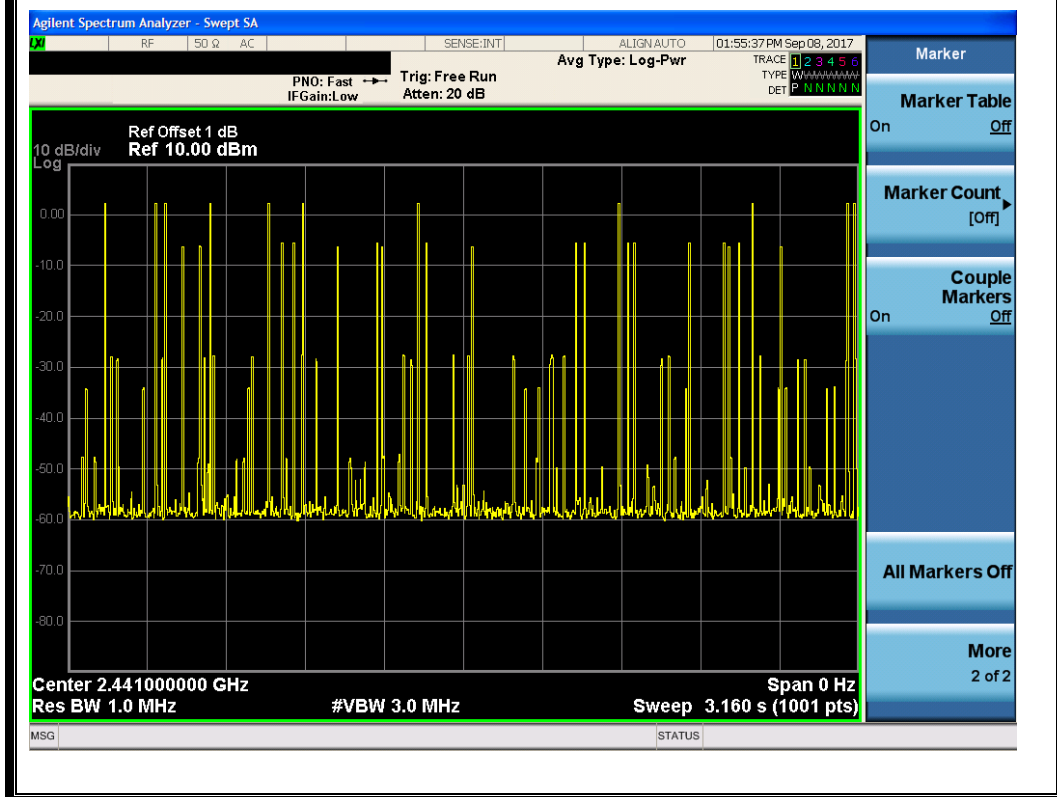 Agilent Spectrum Analyzer - Swept SA
LXI RF 50 Ω AC SENSE:INT ALIGN AUTO 01:55:37 PM Sep 08, 2017
Avg Type: Log-Pwr
TRACE 1 2 3 4 5 6
PNO: Fast Trig: Free Run
TYPE WWWWWW
IFGain:Low Atten: 20 dB
DET P N N N N N
Marker
Marker Table
On Off
Marker Count
[Off]
Couple
Markers
On Off
All Markers Off
More
2 of 2
Ref Offset 1 dB
10 dB/div Ref 10.00 dBm
Log
0.00
-10.0
-20.0
-30.0
-40.0
-50.0
-60.0
-70.0
-80.0
Center 2.441000000 GHz Span 0 Hz
Res BW 1.0 MHz #VBW 3.0 MHz Sweep 3.160 s (1001 pts)
MSG STATUS